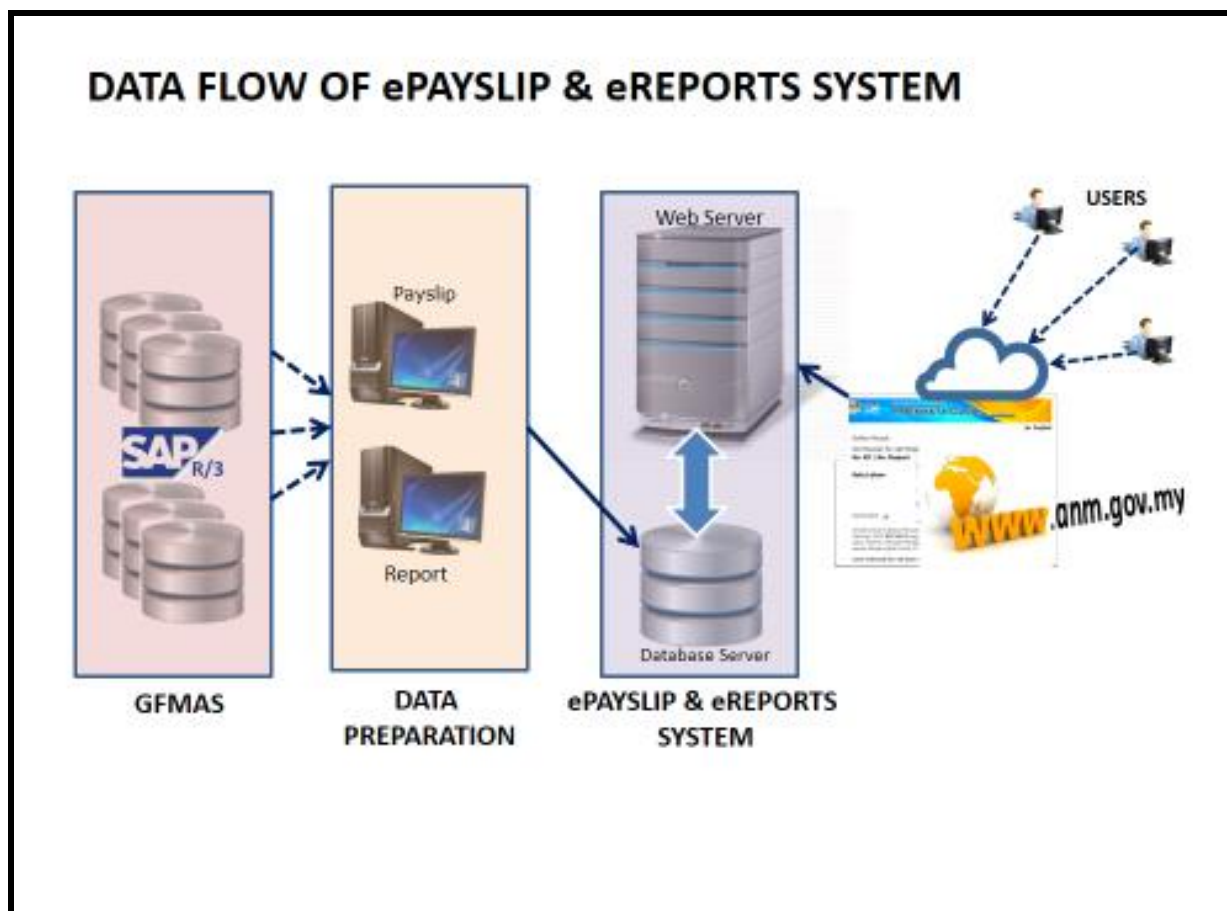 DATA FLOW OF ePAYSLIP & eREPORTS SYSTEM
USERS
Web Server
Payslip
SAP
R/3
Report
www.anm.gov.my
Database Server
GFMAS
DATA
PREPARATION
ePAYSLIP & eREPORTS
SYSTEM